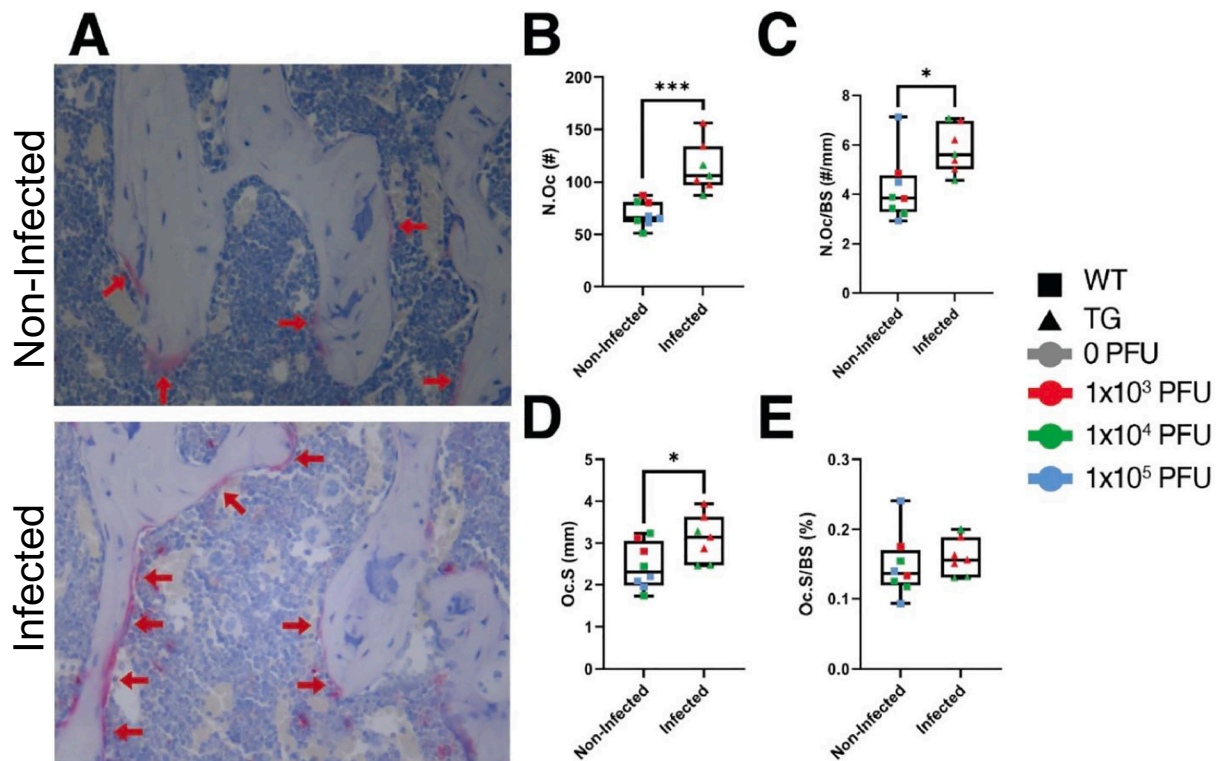 A
Non-Infected
Infected
B
N.Oc (#)
200
150
100
50
0
***
Non-Infected
Infected
C
N.Oc/BS (#/mm)
8
6
4
2
0
*
Non-Infected
Infected
D
Oc.S (mm)
5
4
3
2
1
0
*
Non-Infected
Infected
E
Oc.S/BS (%)
0.3
0.2
0.1
0.0
Non-Infected
Infected
WT
TG
0 PFU
1x10³ PFU
1x10⁴ PFU
1x10⁵ PFU